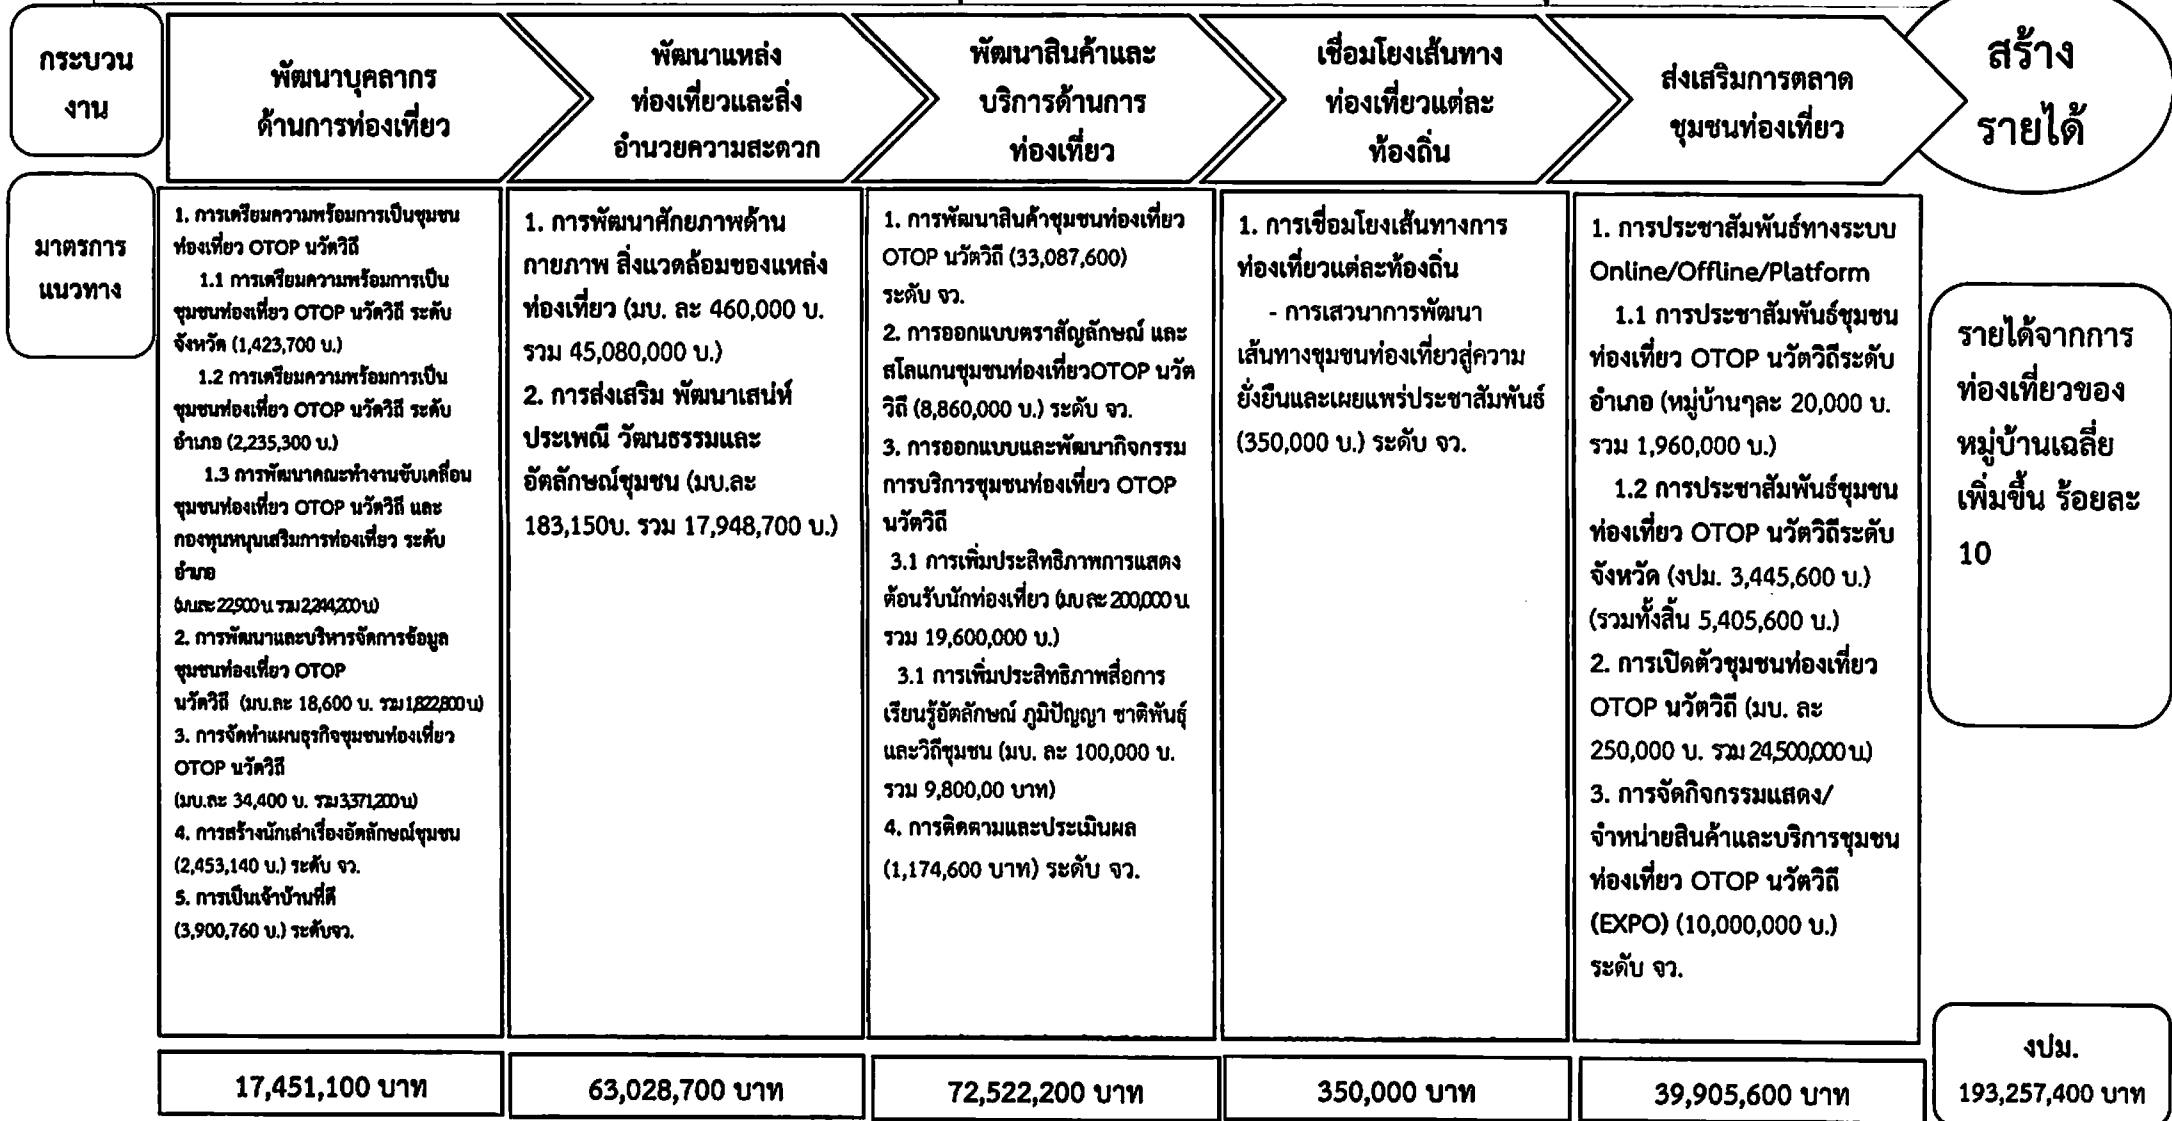 กระบวน
งาน
พัฒนาบุคลากร
ด้านการท่องเที่ยว
พัฒนาแหล่ง
ท่องเที่ยวและสิ่ง
อำนวยความสะดวก
พัฒนาสินค้าและ
บริการด้านการ
ท่องเที่ยว
เชื่อมโยงเส้นทาง
ท่องเที่ยวแต่ละ
ท้องถิ่น
ส่งเสริมการตลาด
ชุมชนท่องเที่ยว
สร้าง
รายได้
มาตรการ
แนวทาง
1. การเตรียมความพร้อมการเป็นชุมชน
ท่องเที่ยว OTOP นวัตวิถี
1.1 การเตรียมความพร้อมการเป็น
ชุมชนท่องเที่ยว OTOP นวัตวิถี ระดับ
จังหวัด (1,423,700 บ.)
1.2 การเตรียมความพร้อมการเป็น
ชุมชนท่องเที่ยว OTOP นวัตวิถี ระดับ
อำเภอ (2,235,300 บ.)
1.3 การพัฒนาคณะทำงานขับเคลื่อน
ชุมชนท่องเที่ยว OTOP นวัตวิถี และ
กองทุนหนุนเสริมการท่องเที่ยว ระดับ
อำเภอ
(มบ.ละ 22,900 บ. รวม 2,244,200 บ.)
2. การพัฒนาและบริหารจัดการข้อมูล
ชุมชนท่องเที่ยว OTOP
นวัตวิถี (มบ.ละ 18,600 บ. รวม 1,822,800 บ.)
3. การจัดทำแผนธุรกิจชุมชนท่องเที่ยว
OTOP นวัตวิถี
(มบ.ละ 34,400 บ. รวม 3,371,200 บ.)
4. การสร้างนักเล่าเรื่องอัตลักษณ์ชุมชน
(2,453,140 บ.) ระดับ จว.
5. การเป็นเจ้าบ้านที่ดี
(3,900,760 บ.) ระดับจว.
1. การพัฒนาศักยภาพด้าน
กายภาพ สิ่งแวดล้อมของแหล่ง
ท่องเที่ยว (มบ. ละ 460,000 บ.
รวม 45,080,000 บ.)
2. การส่งเสริม พัฒนาเสน่ห์
ประเพณี วัฒนธรรมและ
อัตลักษณ์ชุมชน (มบ.ละ
183,150บ. รวม 17,948,700 บ.)
1. การพัฒนาสินค้าชุมชนท่องเที่ยว
OTOP นวัตวิถี (33,087,600)
ระดับ จว.
2. การออกแบบตราสัญลักษณ์ และ
สโลแกนชุมชนท่องเที่ยวOTOP นวัต
วิถี (8,860,000 บ.) ระดับ จว.
3. การออกแบบและพัฒนากิจกรรม
การบริการชุมชนท่องเที่ยว OTOP
นวัตวิถี
3.1 การเพิ่มประสิทธิภาพการแสดง
ต้อนรับนักท่องเที่ยว (มบ ละ 200,000 บ.
รวม 19,600,000 บ.)
3.1 การเพิ่มประสิทธิภาพสื่อการ
เรียนรู้อัตลักษณ์ ภูมิปัญญา ชาติพันธุ์
และวิถีชุมชน (มบ. ละ 100,000 บ.
รวม 9,800,00 บาท)
4. การติดตามและประเมินผล
(1,174,600 บาท) ระดับ จว.
1. การเชื่อมโยงเส้นทางการ
ท่องเที่ยวแต่ละท้องถิ่น
- การเสวนาการพัฒนา
เส้นทางชุมชนท่องเที่ยวสู่ความ
ยั่งยืนและเผยแพร่ประชาสัมพันธ์
(350,000 บ.) ระดับ จว.
1. การประชาสัมพันธ์ทางระบบ
Online/Offline/Platform
1.1 การประชาสัมพันธ์ชุมชน
ท่องเที่ยว OTOP นวัตวิถีระดับ
อำเภอ (หมู่บ้านๆละ 20,000 บ.
รวม 1,960,000 บ.)
1.2 การประชาสัมพันธ์ชุมชน
ท่องเที่ยว OTOP นวัตวิถีระดับ
จังหวัด (งปม. 3,445,600 บ.)
(รวมทั้งสิ้น 5,405,600 บ.)
2. การเปิดตัวชุมชนท่องเที่ยว
OTOP นวัตวิถี (มบ. ละ
250,000 บ. รวม 24,500,000 บ.)
3. การจัดกิจกรรมแสดง/
จำหน่ายสินค้าและบริการชุมชน
ท่องเที่ยว OTOP นวัตวิถี
(EXPO) (10,000,000 บ.)
ระดับ จว.
รายได้จากการ
ท่องเที่ยวของ
หมู่บ้านเฉลี่ย
เพิ่มขึ้น ร้อยละ
10
17,451,100 บาท
63,028,700 บาท
72,522,200 บาท
350,000 บาท
39,905,600 บาท
งปม.
193,257,400 บาท